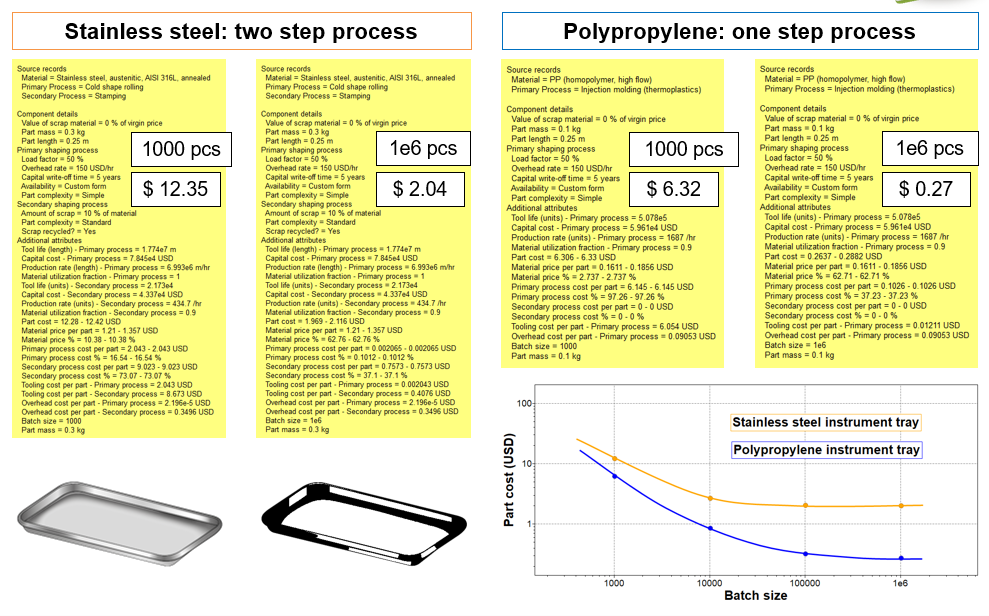 Stainless steel: two step process
Source records
Material = Stainless steel, austenitic, AISI 316L, annealed
Primary Process = Cold shape rolling
Secondary Process = Stamping
Component details
Value of scrap material = 0 % of virgin price
Part mass = 0.3 kg
Part length = 0.25 m
Primary shaping process
Load factor = 50 %
Overhead rate = 150 USD/hr
Capital write-off time = 5 years
Availability = Custom form
Part complexity = Simple
Secondary shaping process
Amount of scrap = 10 % of material
Part complexity = Standard
Scrap recycled? = Yes
Additional attributes
Tool life (length) - Primary process = 1.774e7 m
Capital cost - Primary process = 7.845e4 USD
Production rate (length) - Primary process = 6.993e6 m/hr
Material utilization fraction - Primary process = 1
Tool life (units) - Secondary process = 2.173e4
Capital cost - Secondary process = 4.337e4 USD
Production rate (units) - Secondary process = 434.7 /hr
Material utilization fraction - Secondary process = 0.9
Part cost = 12.28 - 12.42 USD
Material price per part = 1.21 - 1.357 USD
Material price % = 10.38 - 10.38 %
Primary process cost per part = 2.043 - 2.043 USD
Primary process cost % = 16.54 - 16.54 %
Secondary process cost per part = 9.023 - 9.023 USD
Secondary process cost % = 73.07 - 73.07 %
Tooling cost per part - Primary process = 2.043 USD
Tooling cost per part - Secondary process = 8.673 USD
Overhead cost per part - Primary process = 2.196e-5 USD
Overhead cost per part - Secondary process = 0.3496 USD
Batch size = 1000
Part mass = 0.3 kg
1000 pcs
$ 12.35
Source records
Material = Stainless steel, austenitic, AISI 316L, annealed
Primary Process = Cold shape rolling
Secondary Process = Stamping
Component details
Value of scrap material = 0 % of virgin price
Part mass = 0.3 kg
Part length = 0.25 m
Primary shaping process
Load factor = 50 %
Overhead rate = 150 USD/hr
Capital write-off time = 5 years
Availability = Custom form
Part complexity = Simple
Secondary shaping process
Amount of scrap = 10 % of material
Part complexity = Standard
Scrap recycled? = Yes
Additional attributes
Tool life (length) - Primary process = 1.774e7 m
Capital cost - Primary process = 7.845e4 USD
Production rate (length) - Primary process = 6.993e6 m/hr
Material utilization fraction - Primary process = 1
Tool life (units) - Secondary process = 2.173e4
Capital cost - Secondary process = 4.337e4 USD
Production rate (units) - Secondary process = 434.7 /hr
Material utilization fraction - Secondary process = 0.9
Part cost = 1.969 - 2.116 USD
Material price per part = 1.21 - 1.357 USD
Material price % = 62.76 - 62.76 %
Primary process cost per part = 0.002065 - 0.002065 USD
Primary process cost % = 0.1012 - 0.1012 %
Secondary process cost per part = 0.7573 - 0.7573 USD
Secondary process cost % = 37.1 - 37.1 %
Tooling cost per part - Primary process = 0.002043 USD
Tooling cost per part - Secondary process = 0.4076 USD
Overhead cost per part - Primary process = 2.196e-5 USD
Overhead cost per part - Secondary process = 0.3496 USD
Batch size = 1e6
Part mass = 0.3 kg
1e6 pcs
$ 2.04
Polypropylene: one step process
Source records
Material = PP (homopolymer, high flow)
Primary Process = Injection molding (thermoplastics)
Component details
Value of scrap material = 0 % of virgin price
Part mass = 0.1 kg
Part length = 0.25 m
Primary shaping process
Load factor = 50 %
Overhead rate = 150 USD/hr
Capital write-off time = 5 years
Availability = Custom form
Part complexity = Simple
Additional attributes
Tool life (units) - Primary process = 5.078e5
Capital cost - Primary process = 5.961e4 USD
Production rate (units) - Primary process = 1687 /hr
Material utilization fraction - Primary process = 0.9
Part cost = 6.306 - 6.33 USD
Material price per part = 0.1611 - 0.1856 USD
Material price % = 2.737 - 2.737 %
Primary process cost per part = 6.145 - 6.145 USD
Primary process cost % = 97.26 - 97.26 %
Secondary process cost per part = 0 - 0 USD
Secondary process cost % = 0 - 0 %
Tooling cost per part - Primary process = 6.054 USD
Overhead cost per part - Primary process = 0.09053 USD
Batch size = 1000
Part mass = 0.1 kg
1000 pcs
$ 6.32
Source records
Material = PP (homopolymer, high flow)
Primary Process = Injection molding (thermoplastics)
Component details
Value of scrap material = 0 % of virgin price
Part mass = 0.1 kg
Part length = 0.25 m
Primary shaping process
Load factor = 50 %
Overhead rate = 150 USD/hr
Capital write-off time = 5 years
Availability = Custom form
Part complexity = Simple
Additional attributes
Tool life (units) - Primary process = 5.078e5
Capital cost - Primary process = 5.961e4 USD
Production rate (units) - Primary process = 1687 /hr
Material utilization fraction - Primary process = 0.9
Part cost = 0.2637 - 0.2882 USD
Material price per part = 0.1611 - 0.1856 USD
Material price % = 62.71 - 62.71 %
Primary process cost per part = 0.1026 - 0.1026 USD
Primary process cost % = 37.23 - 37.23 %
Secondary process cost per part = 0 - 0 USD
Secondary process cost % = 0 - 0 %
Tooling cost per part - Primary process = 0.01211 USD
Overhead cost per part - Primary process = 0.09053 USD
Batch size = 1e6
Part mass = 0.1 kg
1e6 pcs
$ 0.27
Part cost (USD)
100
10
1
Stainless steel instrument tray
Polypropylene instrument tray
1000
10000
100000
1e6
Batch size